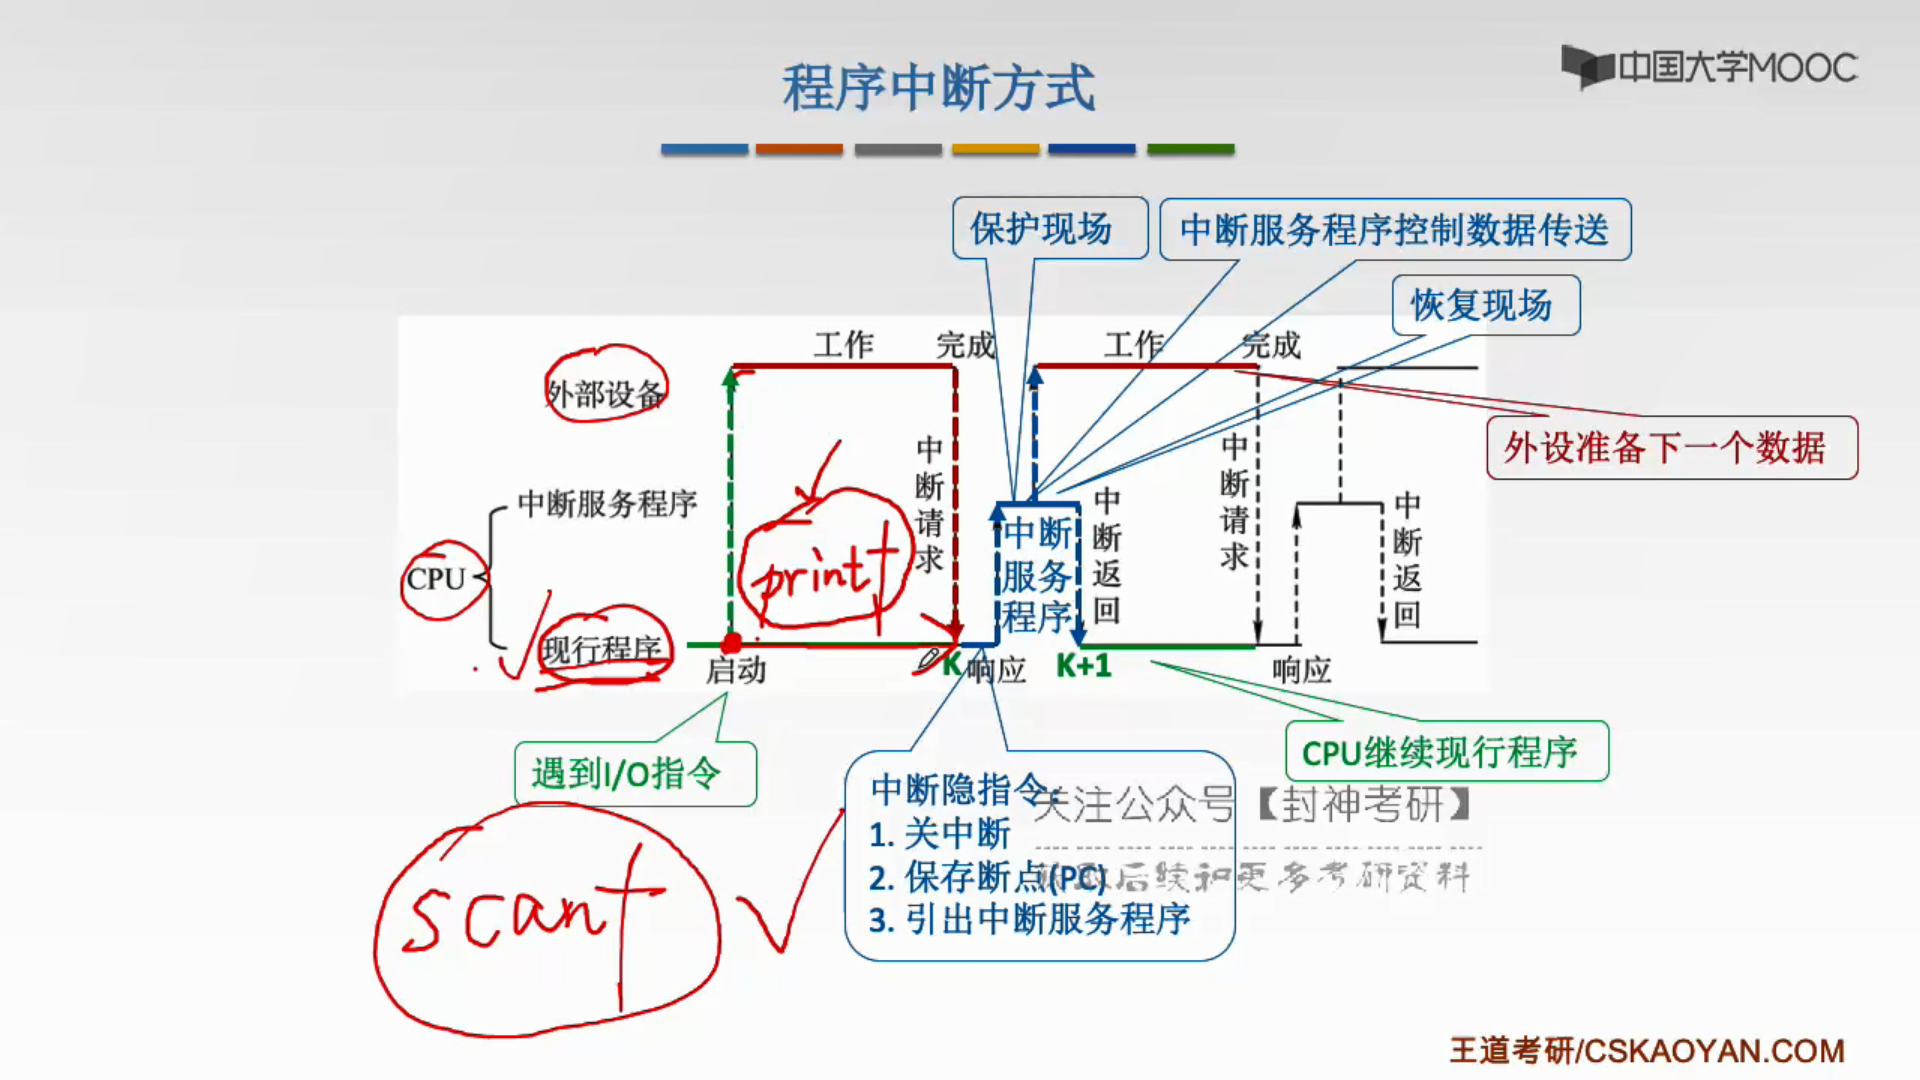 程序中断方式
中国大学MOOC
保护现场
中断服务程序控制数据传送
恢复现场
工作
完成
工作
完成
外部设备
外设准备下一个数据
中断请求
中断请求
中断服务程序
中断服务程序
中断返回
中断返回
print f
CPU
现行程序
启动
K
响应
K+1
响应
遇到I/O指令
CPU继续现行程序
中断隐指令:
1. 关中断
2. 保存断点(PC)
3. 引出中断服务程序
关注公众号【封神考研】
获取后续和更多考研资料
scanf
王道考研/CSKAOYAN.COM